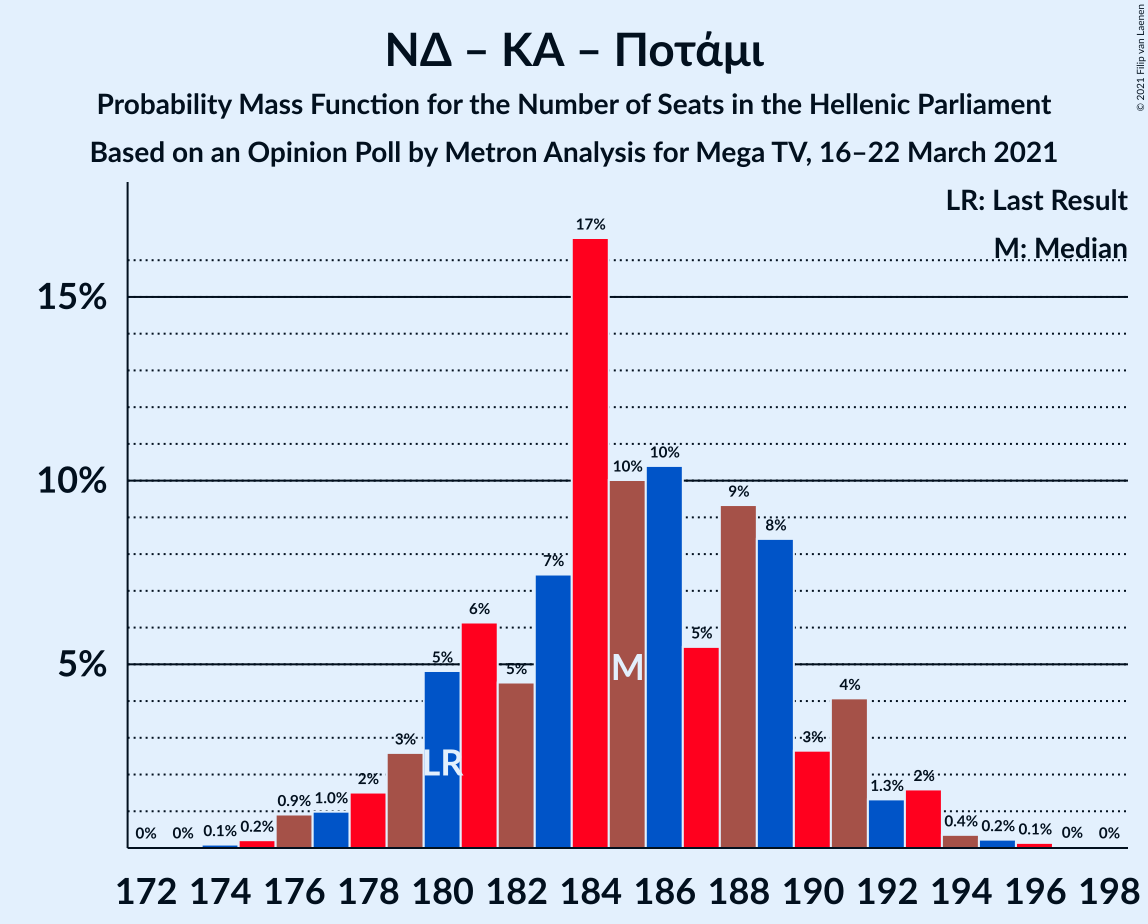 ΝΔ – ΚΑ – Ποτάμι
Probability Mass Function for the Number of Seats in the Hellenic Parliament
Based on an Opinion Poll by Metron Analysis for Mega TV, 16–22 March 2021
© 2021 Filip van Laenen
LR: Last Result
M: Median
15%
10%
5%
0% 0% 0.1% 0.2% 0.9% 1.0% 2% 3% 5% 6% 5% 7% 17% 10% 10% 5% 9% 8% 3% 4% 1.3% 2% 0.4% 0.2% 0.1% 0% 0%
LR
M
172 174 176 178 180 182 184 186 188 190 192 194 196 198